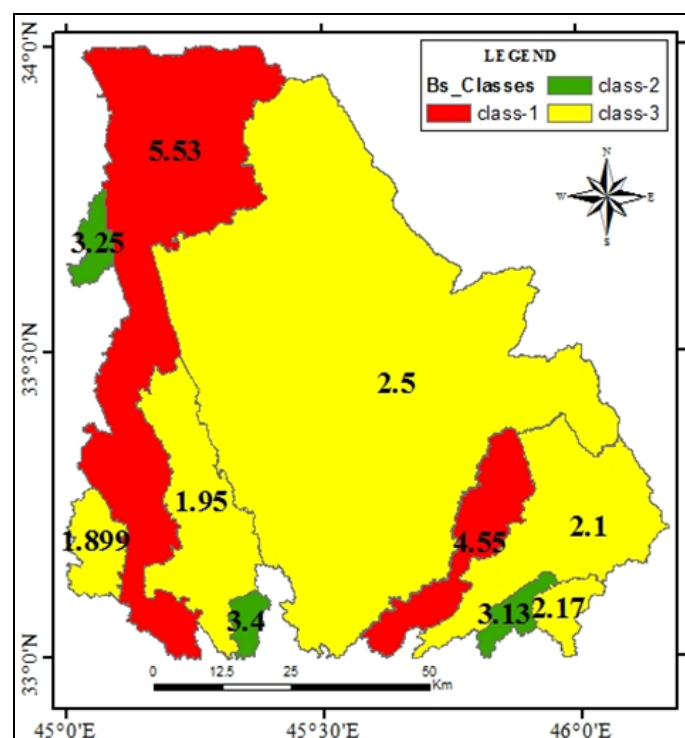 34°0'N
LEGEND
Bs_Classes class-2
class-1 class-3
N
W E
S
5.53
3.25
33°30'N
2.5
1.95
1.899
4.55
2.1
3.4
3.13
2.17
33°0'N
0 12.5 25 50
Km
45°0'E 45°30'E 46°0'E